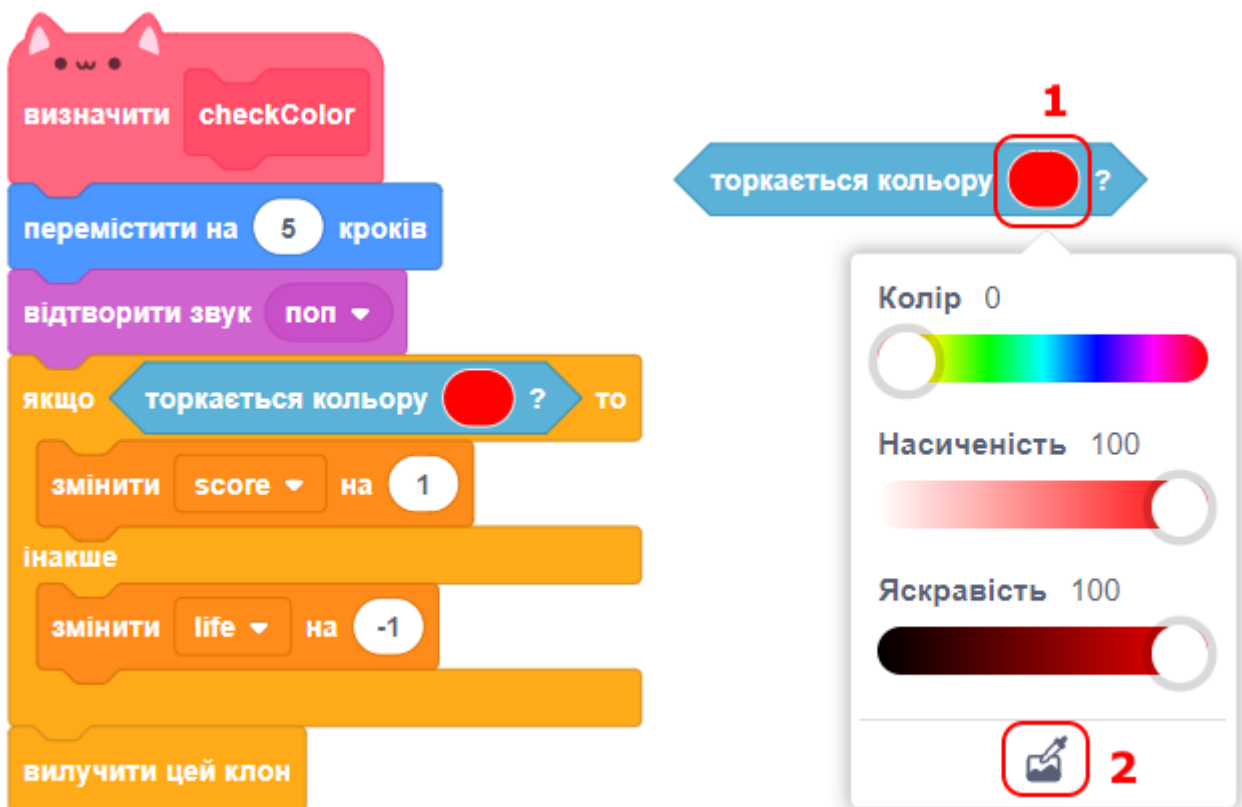 визначити checkColor
перемістити на 5 кроків
відтворити звук поп
якщо торкається кольору ? то
змінити score на 1
інакше
змінити life на -1
вилучити цей клон
1
торкається кольору ?
Колір 0
Насиченість 100
Яскравість 100
2